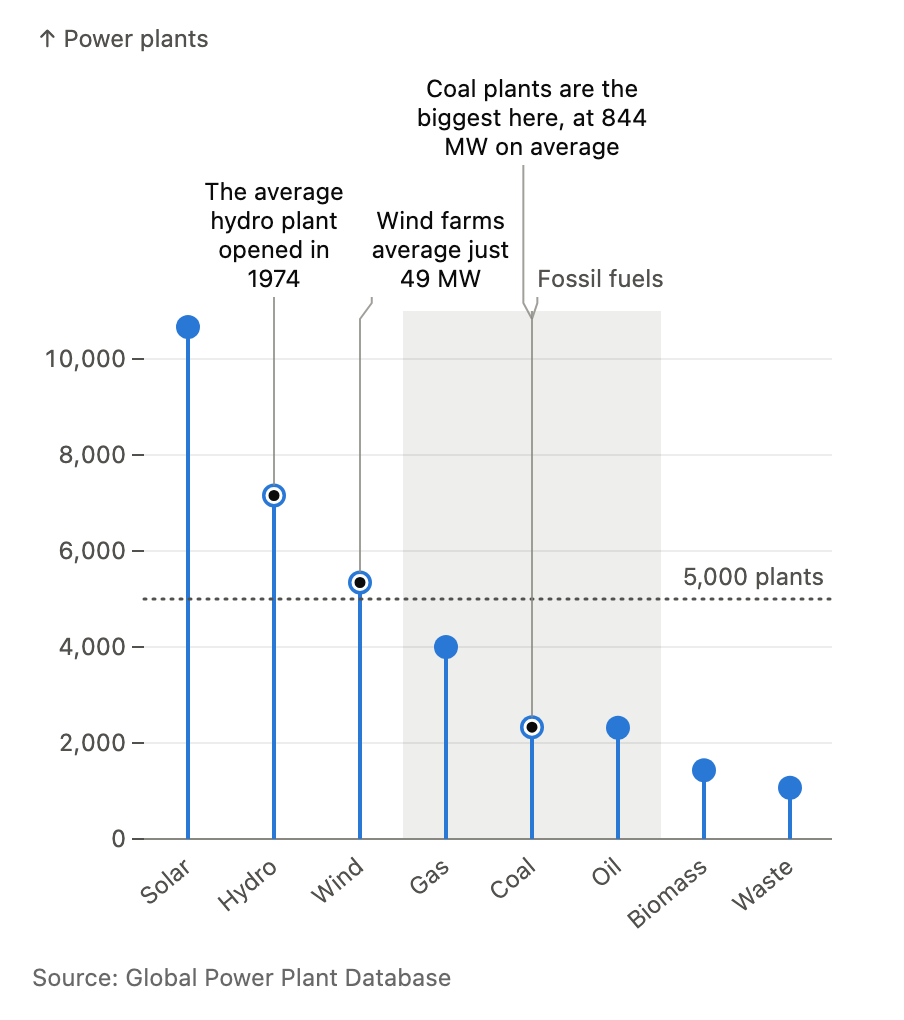 ↑ Power plants
Coal plants are the
biggest here, at 844
MW on average
The average
hydro plant
opened in
1974
Wind farms
average just
49 MW
Fossil fuels
10,000
8,000
6,000
5,000 plants
4,000
2,000
0
Solar
Hydro
Wind
Gas
Coal
Oil
Biomass
Waste
Source: Global Power Plant Database